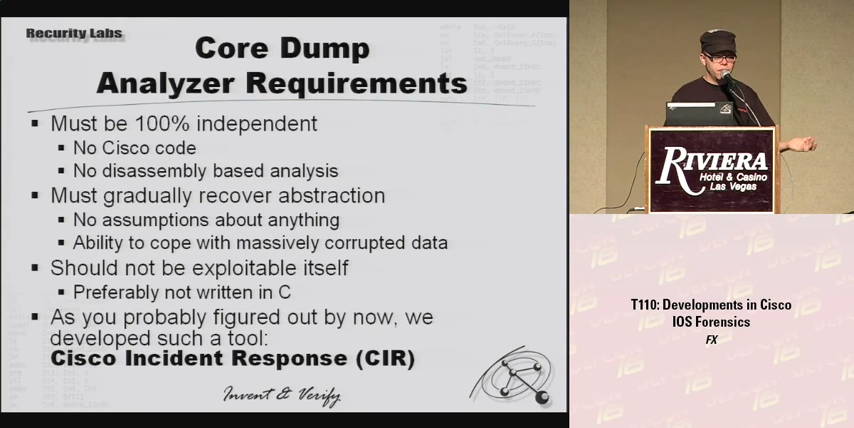 Recurity Labs
Core Dump
Analyzer Requirements
Must be 100% independent
No Cisco code
No disassembly based analysis
Must gradually recover abstraction
No assumptions about anything
Ability to cope with massively corrupted data
Should not be exploitable itself
Preferably not written in C
As you probably figured out by now, we
developed such a tool:
Cisco Incident Response (CIR)
Invent & Verify
RIVIERA
Hotel & Casino
Las Vegas
T110: Developments in Cisco
IOS Forensics
FX